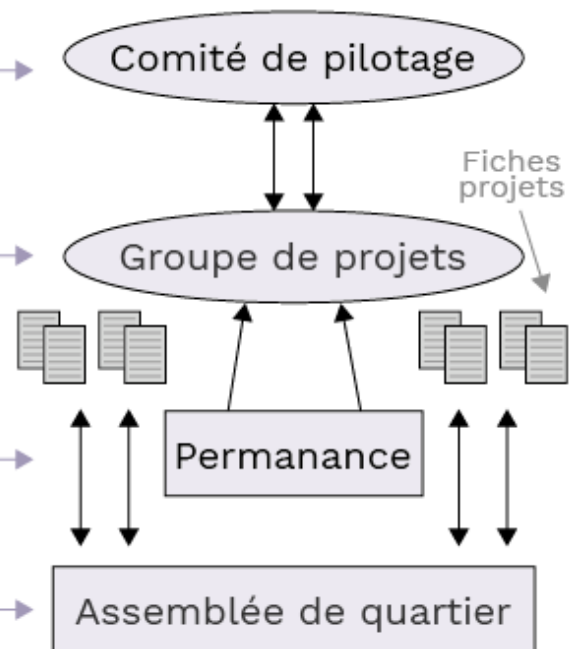 Comité de pilotage
Fiches
projets
Groupe de projets
Permanance
Assemblée de quartier